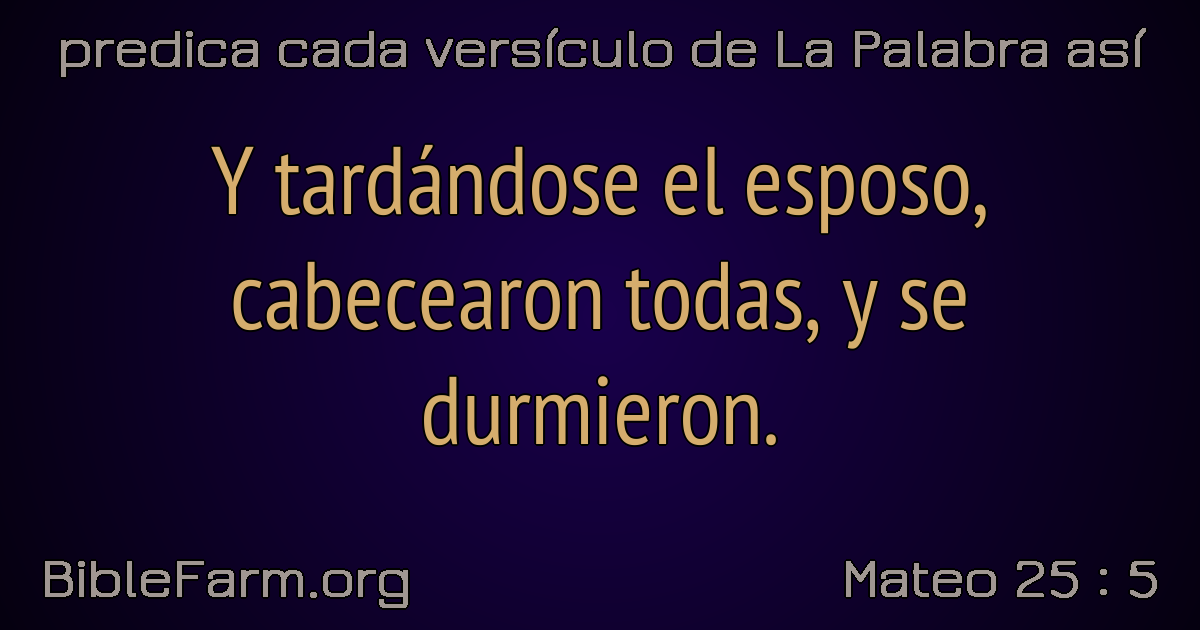 predica cada versículo de La Palabra así
Y tardándose el esposo,
cabecearon todas, y se
durmieron.
BibleFarm.org
Mateo 25 : 5